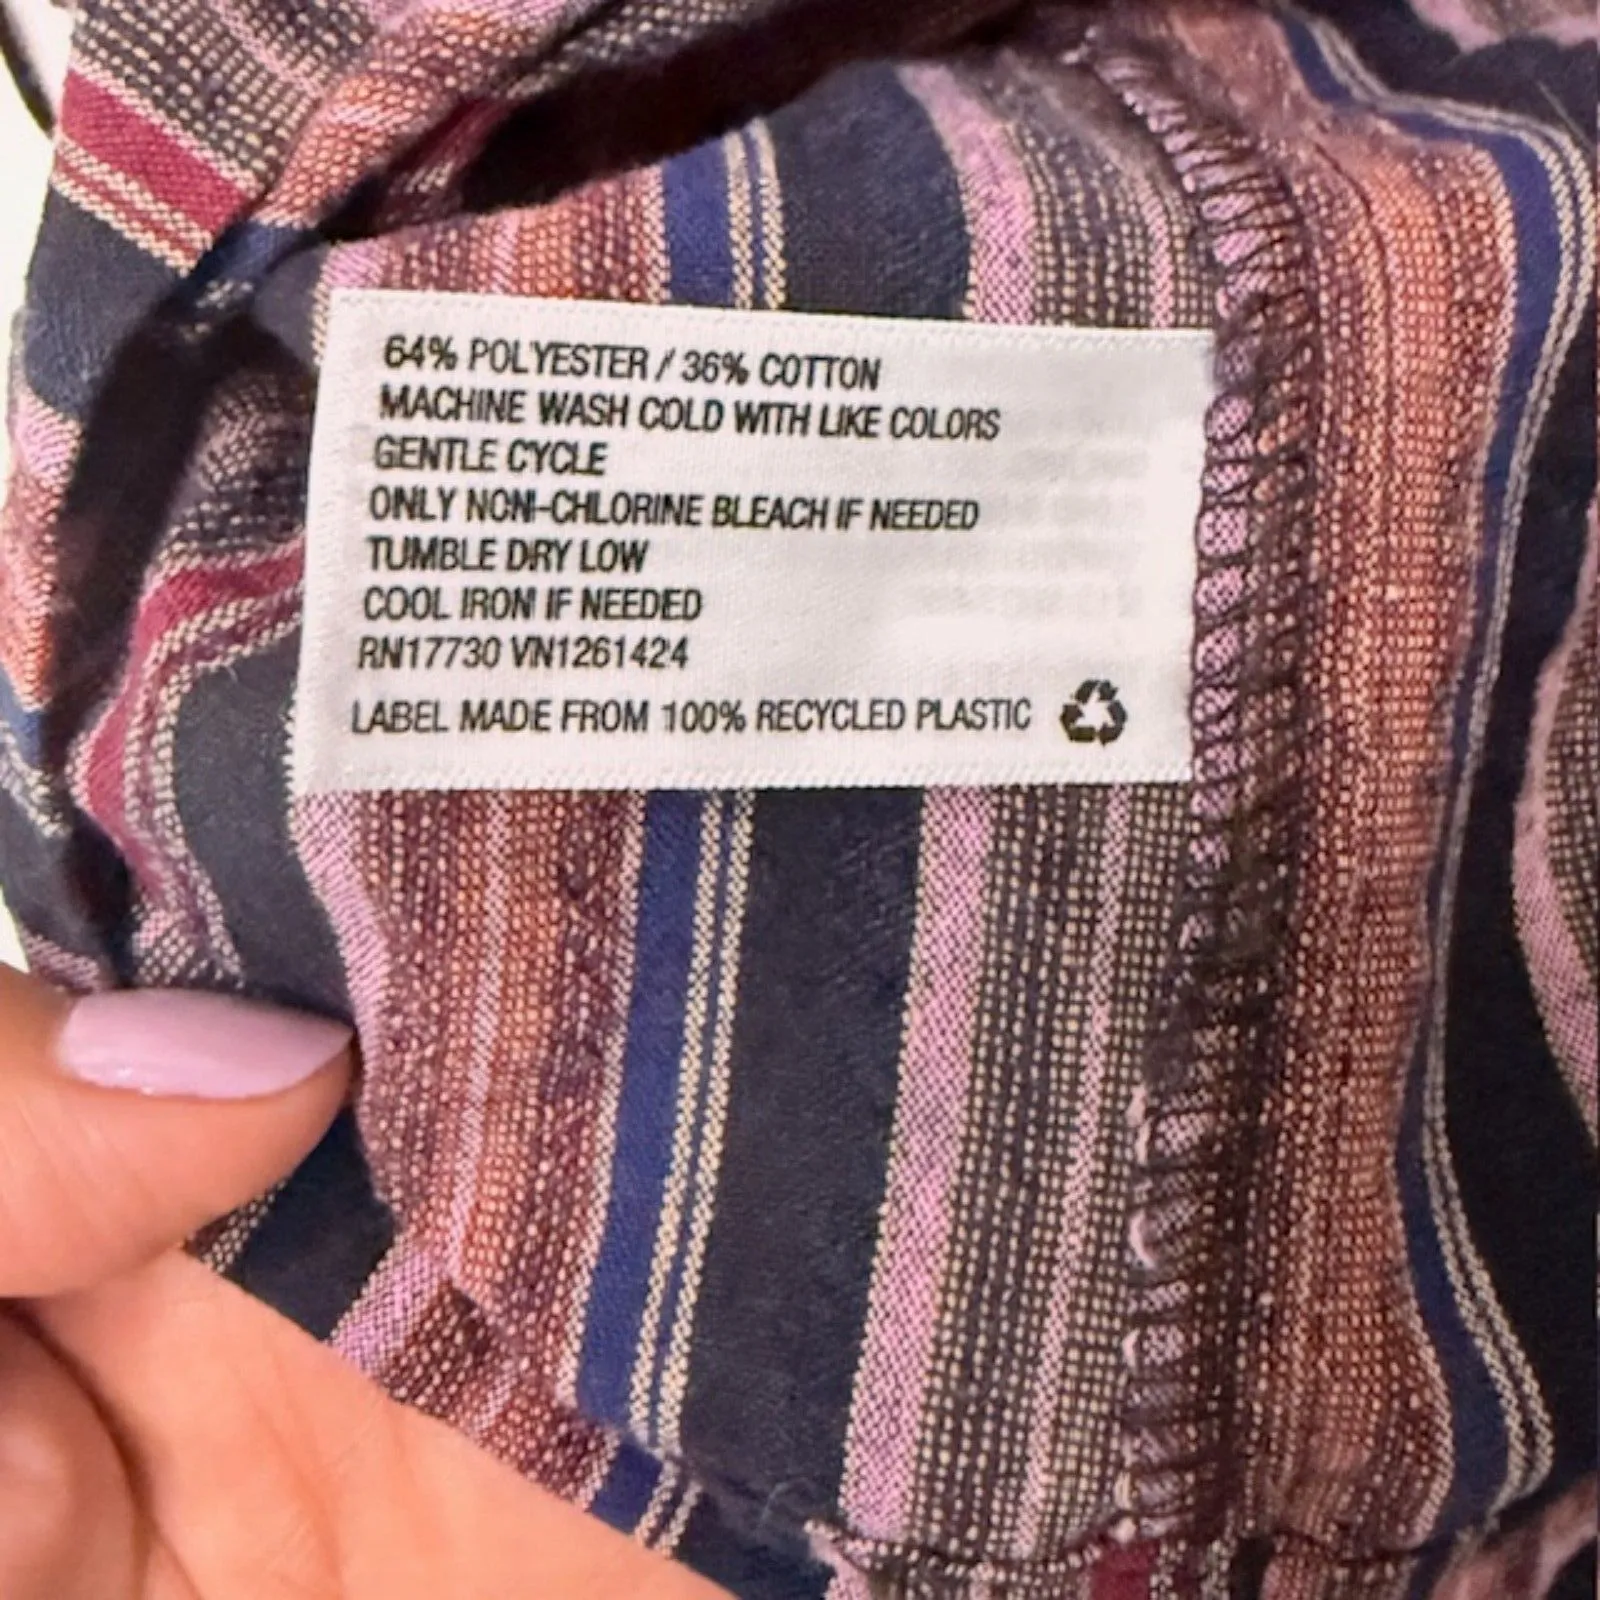 64% POLYESTER / 36% COTTON
MACHINE WASH COLD WITH LIKE COLORS
GENTLE CYCLE
ONLY NON-CHLORINE BLEACH IF NEEDED
TUMBLE DRY LOW
COOL IRON IF NEEDED
RN17730 VN1261424
LABEL MADE FROM 100% RECYCLED PLASTIC